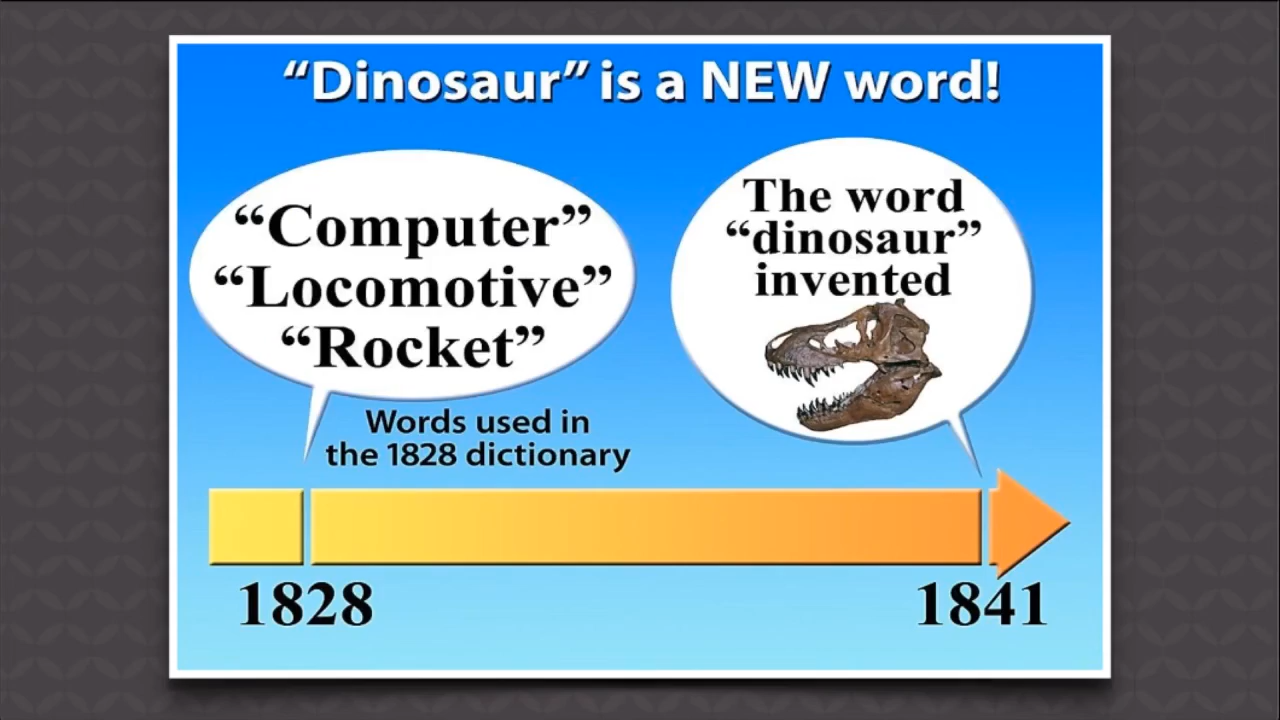 “Dinosaur” is a NEW word!
“Computer”
“Locomotive”
“Rocket”
The word
“dinosaur”
invented
Words used in
the 1828 dictionary
1828
1841